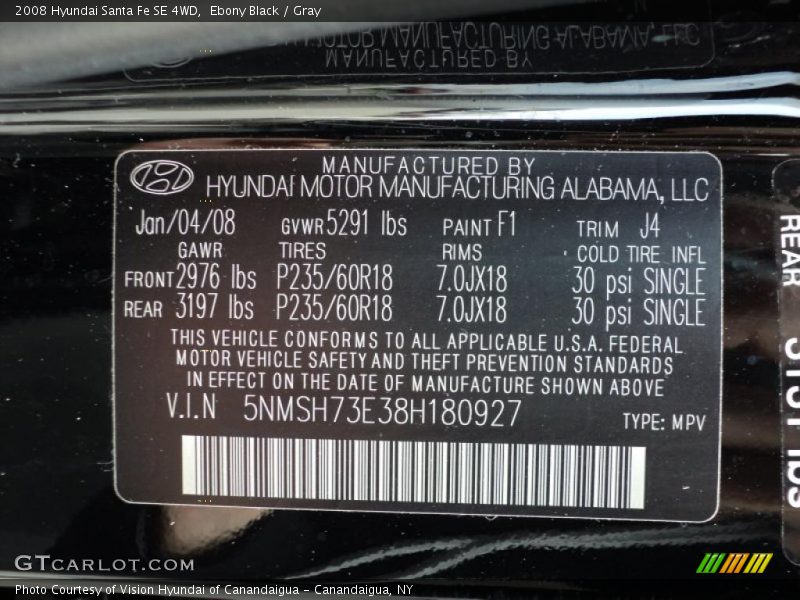 2008 Hyundai Santa Fe SE 4WD, Ebony Black / Gray
MANUFACTURED BY
HYUNDAI MOTOR MANUFACTURING ALABAMA, LLC
Jan/04/08 GVWR 5291 lbs PAINT F1 TRIM J4
GAWR TIRES RIMS COLD TIRE INFL
FRONT 2976 lbs P235/60R18 7.0JX18 30 psi SINGLE
REAR 3197 lbs P235/60R18 7.0JX18 30 psi SINGLE
THIS VEHICLE CONFORMS TO ALL APPLICABLE U.S.A. FEDERAL
MOTOR VEHICLE SAFETY AND THEFT PREVENTION STANDARDS
IN EFFECT ON THE DATE OF MANUFACTURE SHOWN ABOVE
V.I.N 5NMSH73E38H180927
TYPE: MPV
REAR
lbs
GTCARLOT.COM
Photo Courtesy of Vision Hyundai of Canandaigua - Canandaigua, NY